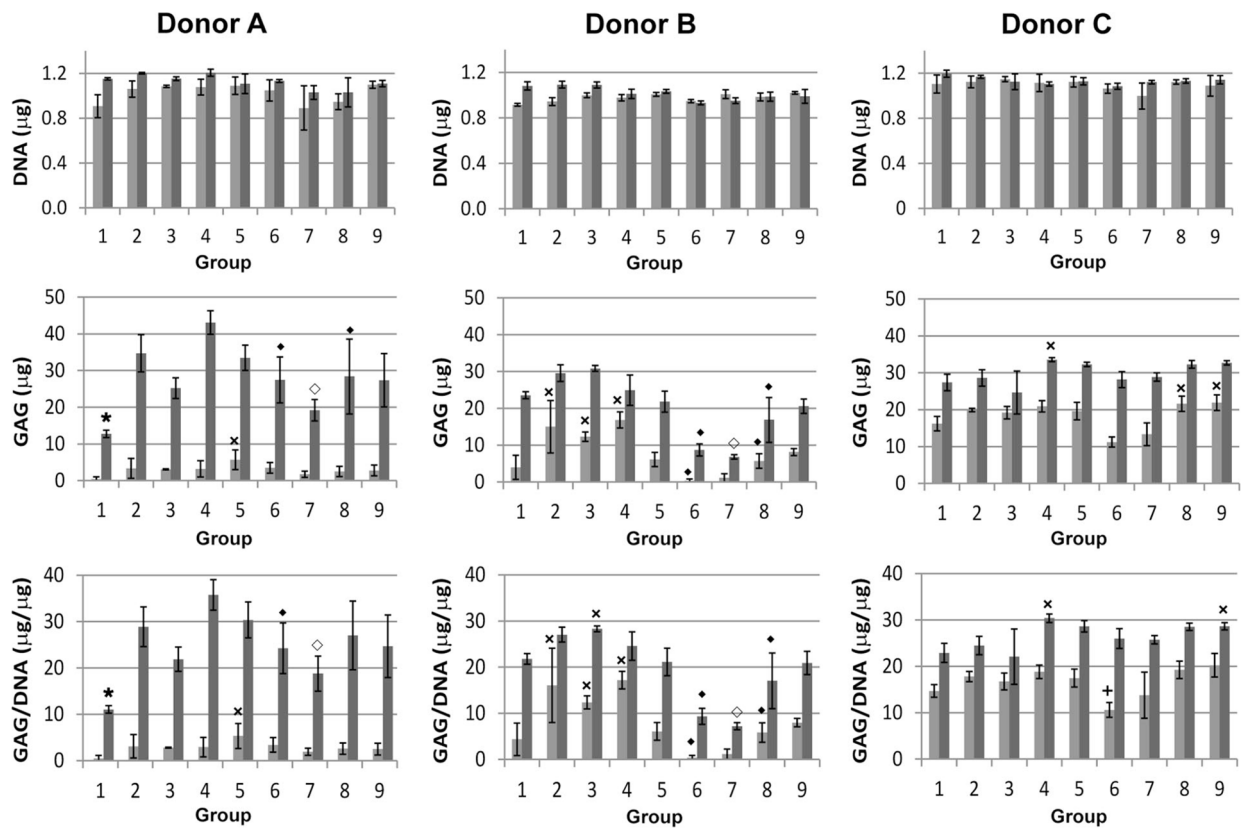 Donor A Donor B Donor C
DNA (µg) 1.2 0.8 0.4 0.0 1 2 3 4 5 6 7 8 9 Group
DNA (µg) 1.2 0.8 0.4 0.0 1 2 3 4 5 6 7 8 9 Group
DNA (µg) 1.2 0.8 0.4 0 1 2 3 4 5 6 7 8 9 Group
GAG (µg) 50 40 30 20 10 0 1 2 3 4 5 6 7 8 9 Group
GAG (µg) 50 40 30 20 10 0 1 2 3 4 5 6 7 8 9 Group
GAG (µg) 50 40 30 20 10 0 1 2 3 4 5 6 7 8 9 Group
GAG/DNA (µg/µg) 40 30 20 10 0 1 2 3 4 5 6 7 8 9 Group
GAG/DNA (µg/µg) 40 30 20 10 0 1 2 3 4 5 6 7 8 9 Group
GAG/DNA (µg/µg) 40 30 20 10 0 1 2 3 4 5 6 7 8 9 Group